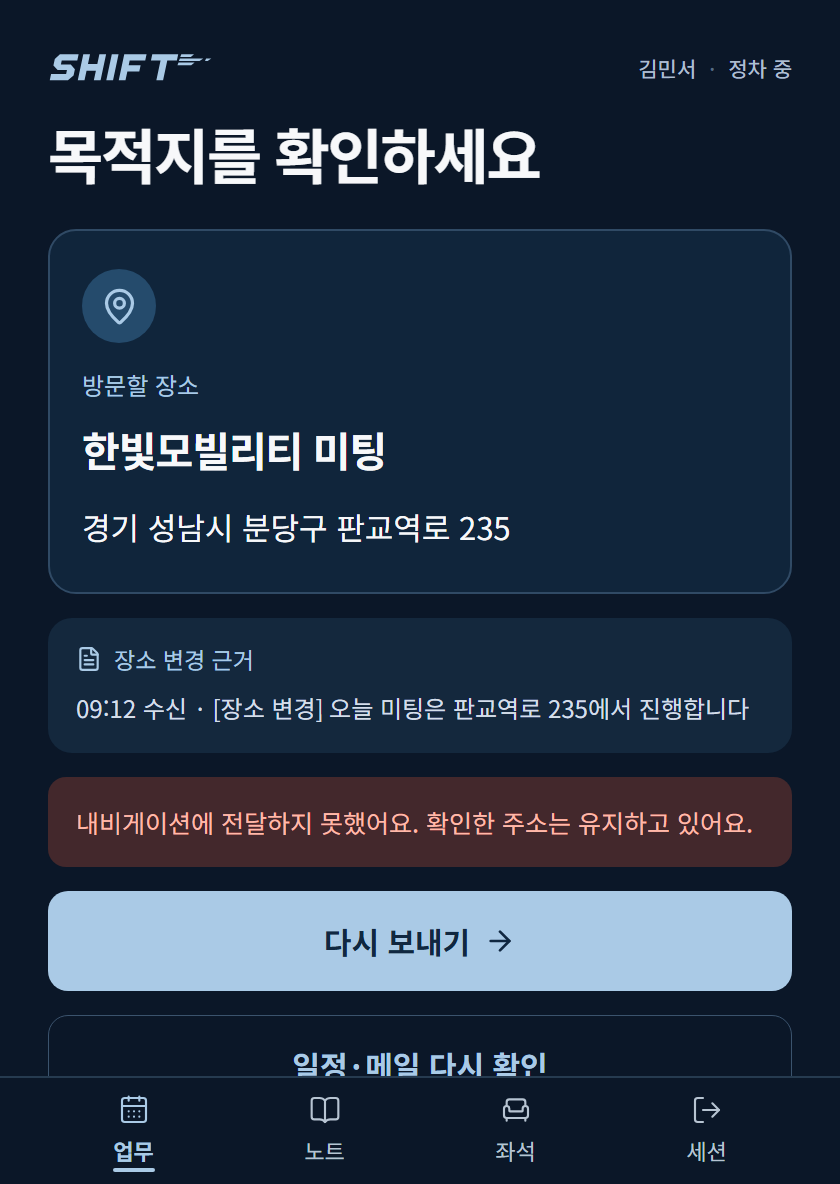 SHIFT
김민서 · 정차 중
목적지를 확인하세요
방문할 장소
한빛모빌리티 미팅
경기 성남시 분당구 판교역로 235
장소 변경 근거
09:12 수신 · [장소 변경] 오늘 미팅은 판교역로 235에서 진행합니다
내비게이션에 전달하지 못했어요. 확인한 주소는 유지하고 있어요.
다시 보내기
일정·메일 다시 확인
업무
노트
좌석
세션